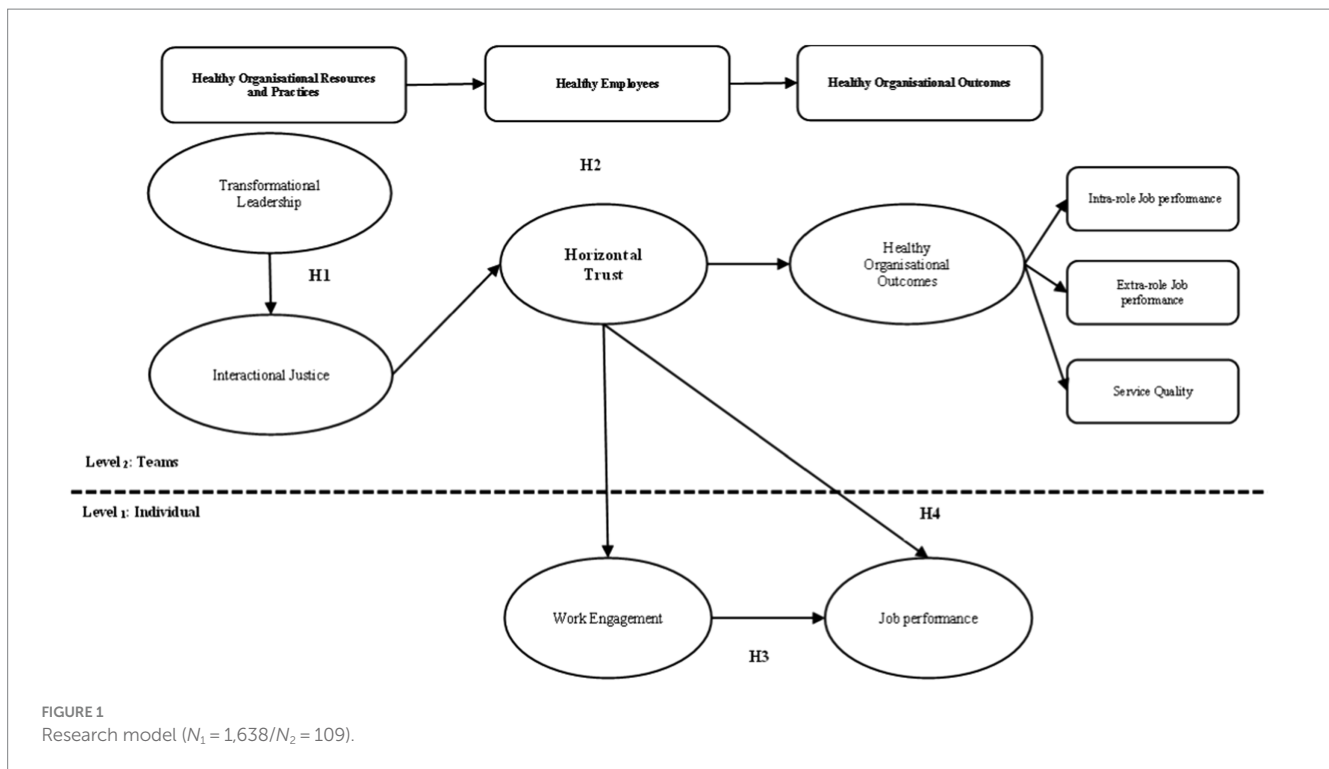 Healthy Organisational Resources
and Practices
Healthy Employees
Healthy Organisational Outcomes
Transformational
Leadership
H1
Interactional Justice
H2
Horizontal
Trust
Healthy
Organisational
Outcomes
Intra-role Job performance
Extra-role Job
performance
Service Quality
Level 2: Teams
Level 1: Individual
H4
Work Engagement
Job performance
H3
FIGURE 1
Research model (N1 = 1,638/N2 = 109).